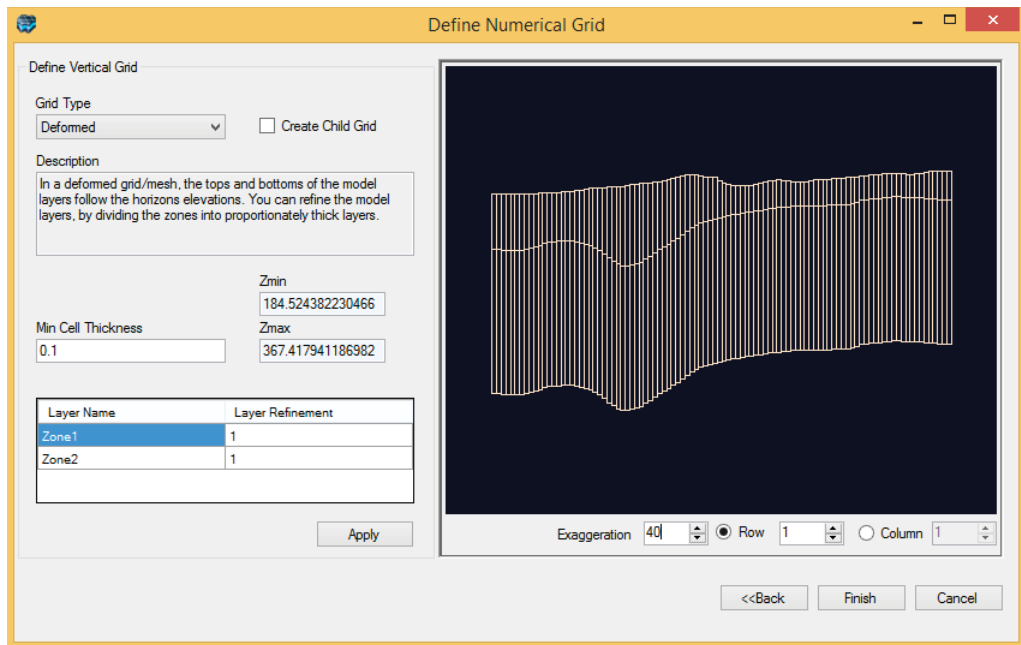 Define Numerical Grid
Define Vertical Grid
Grid Type
Deformed
Create Child Grid
Description
In a deformed grid/mesh, the tops and bottoms of the model
layers follow the horizons elevations. You can refine the model
layers, by dividing the zones into proportionately thick layers.
Zmin
184.524382230466
Min Cell Thickness
Zmax
0.1
367.417941186982
Layer Name
Layer Refinement
Zone1
1
Zone2
1
Apply
Exaggeration 40 Row 1 Column 1
<<Back Finish Cancel